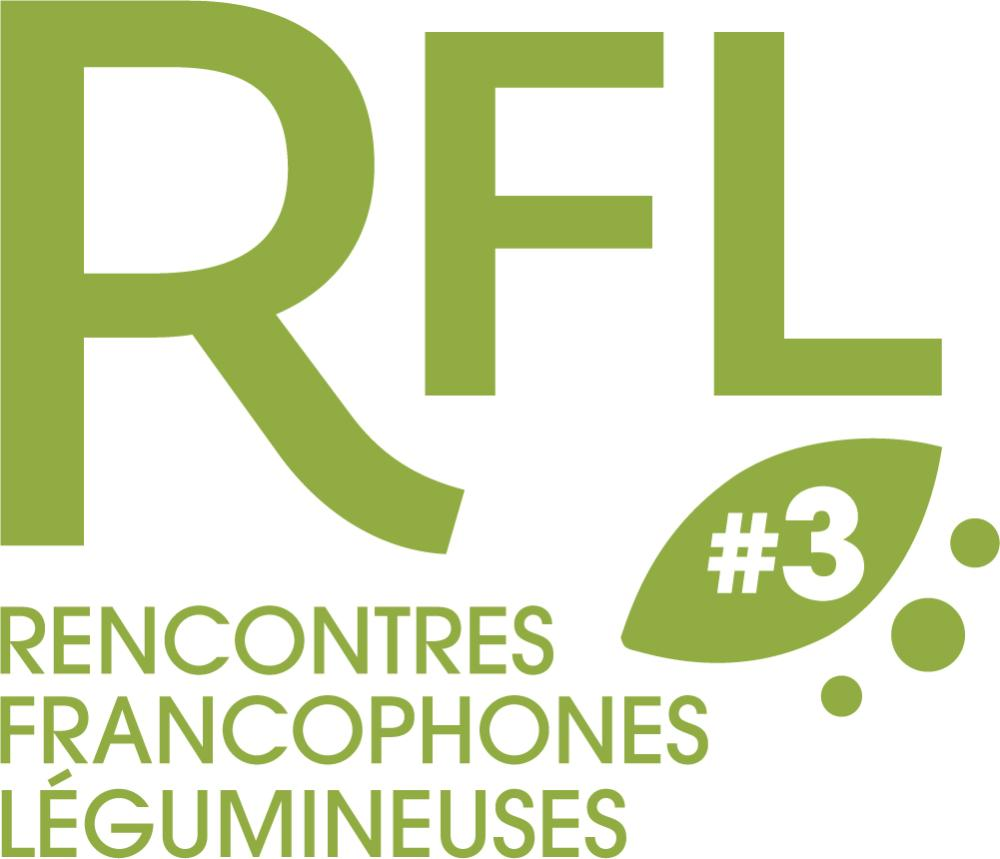 RFL
#3
RENCONTRES
FRANCOPHONES
LÉGUMINEUSES